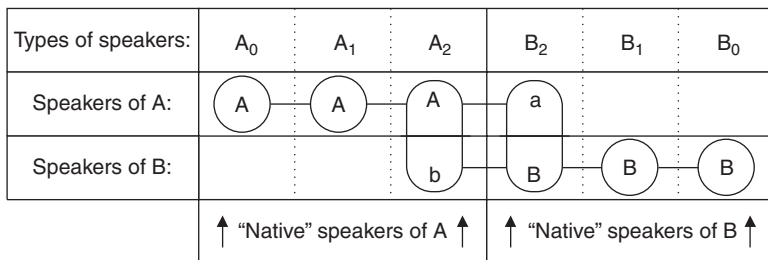 Types of speakers: A₀ A₁ A₂ B₂ B₁ B₀
Speakers of A: A A A a
Speakers of B: b B B B
"Native" speakers of A "Native" speakers of B